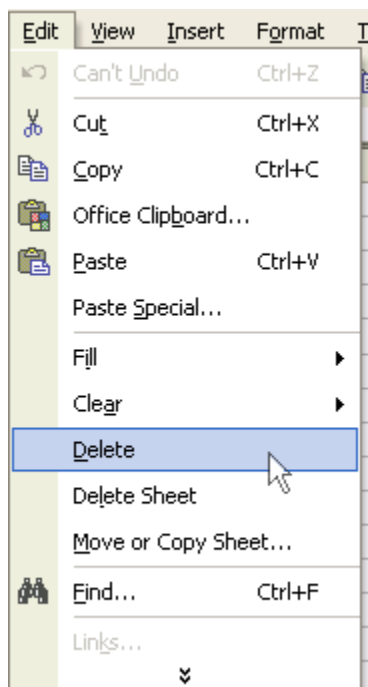 Edit View Insert Format T
Can't Undo Ctrl+Z
Cut Ctrl+X
Copy Ctrl+C
Office Clipboard...
Paste Ctrl+V
Paste Special...
Fill
Clear
Delete
Delete Sheet
Move or Copy Sheet...
Find... Ctrl+F
Links...